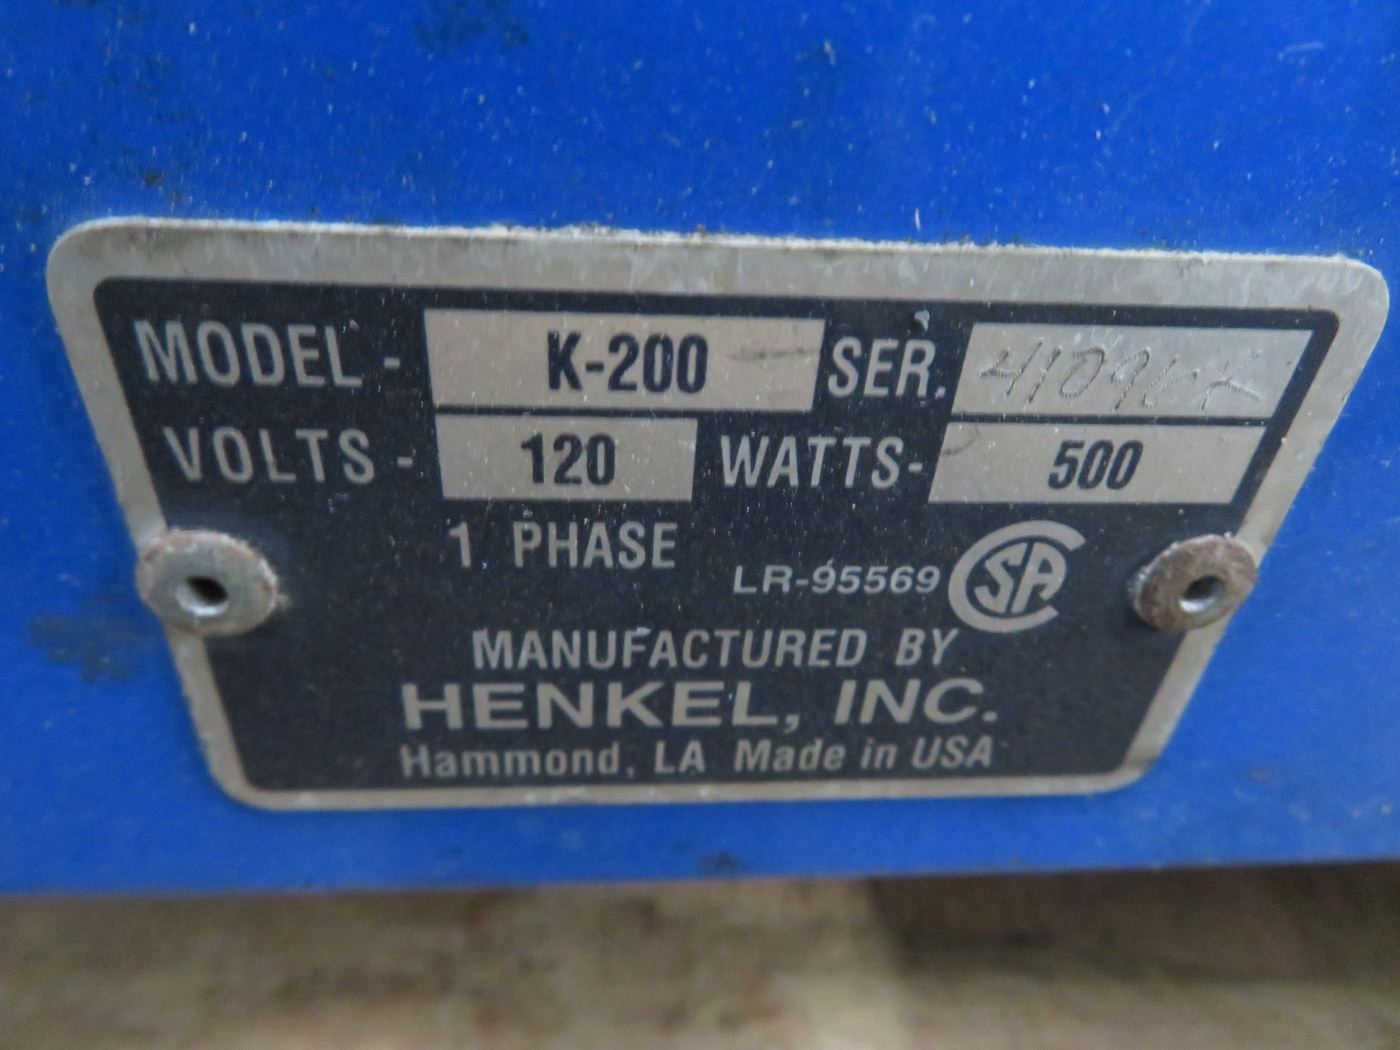 MODEL - K-200 SER.
VOLTS - 120 WATTS- 500
1 PHASE
LR-95569 CSA
MANUFACTURED BY
HENKEL, INC.
Hammond, LA Made in USA